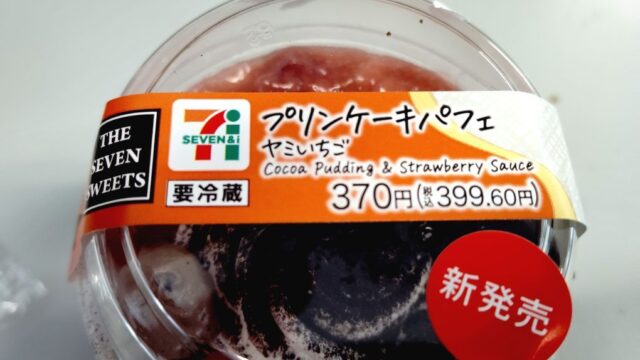 THE
SEVEN
SWEETS
7i
SEVEN&i
要冷蔵
プリンケーキパフェ
ヤミいちご
Cocoa Pudding & Strawberry Sauce
370円(税込399.60円)
新発売